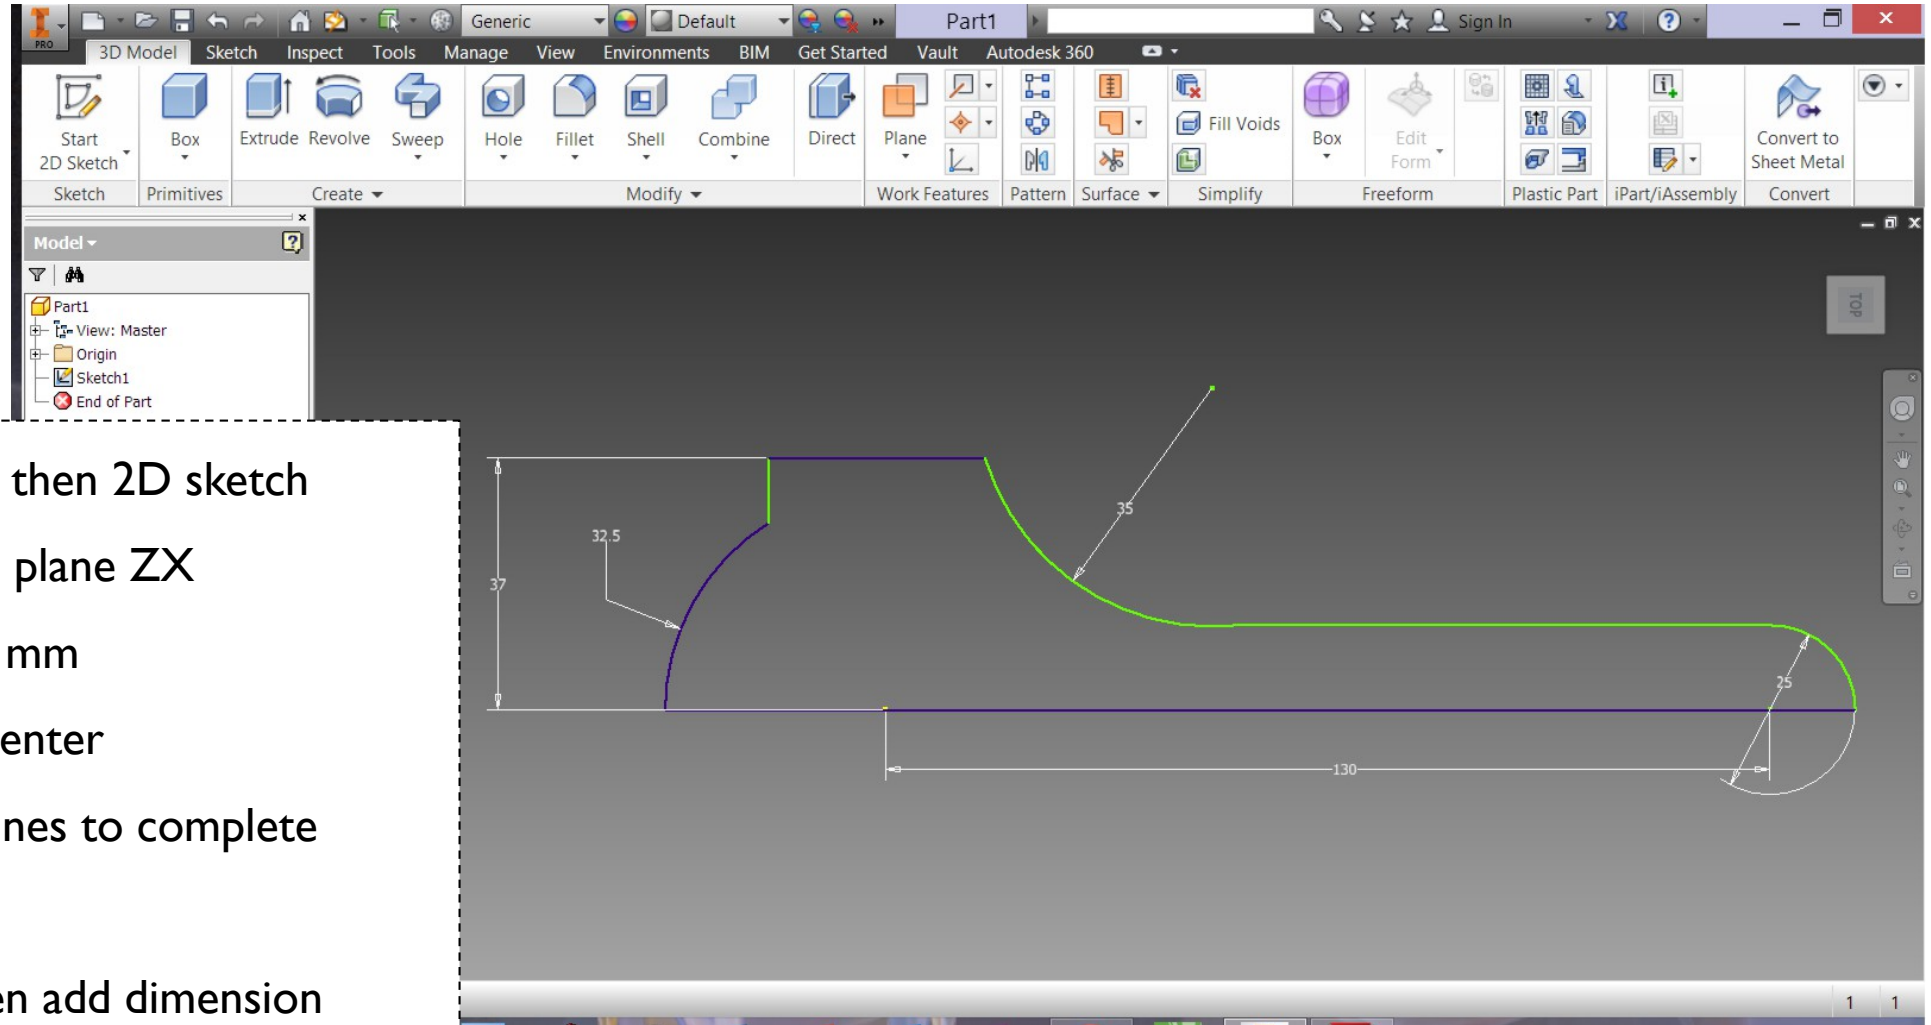 PRO
Generic
Default
Part1
Sign In
3D Model Sketch Inspect Tools Manage View Environments BIM Get Started Vault Autodesk 360
Start
2D Sketch
Box
Extrude Revolve Sweep
Hole Fillet Shell Combine
Direct
Plane
Fill Voids
Box
Edit
Form
Convert to
Sheet Metal
Sketch Primitives Create Modify Work Features Pattern Surface Simplify Freeform Plastic Part iPart/iAssembly Convert
Model
Part1
View: Master
Origin
Sketch1
End of Part
TOP
then 2D sketch
plane ZX
mm
enter
nes to complete
en add dimension
35
32.5
37
25
130
1 1